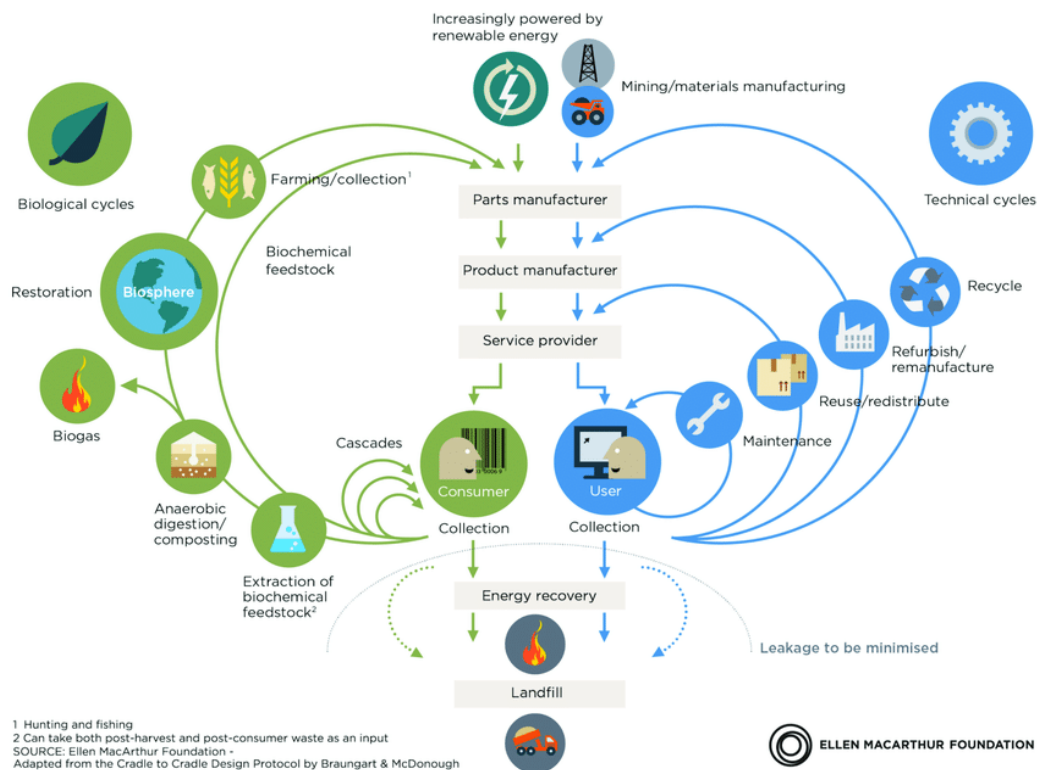 Increasingly powered by
renewable energy
Mining/materials manufacturing
Biological cycles
Farming/collection¹
Parts manufacturer
Technical cycles
Biochemical
feedstock
Product manufacturer
Restoration
Biosphere
Recycle
Service provider
Refurbish/
remanufacture
Reuse/redistribute
Biogas
Cascades
Maintenance
Consumer
User
Anaerobic
digestion/
composting
Collection
Collection
Extraction of
biochemical
feedstock²
Energy recovery
Leakage to be minimised
Landfill
1 Hunting and fishing
2 Can take both post-harvest and post-consumer waste as an input
SOURCE: Ellen MacArthur Foundation -
Adapted from the Cradle to Cradle Design Protocol by Braungart & McDonough
ELLEN MACARTHUR FOUNDATION